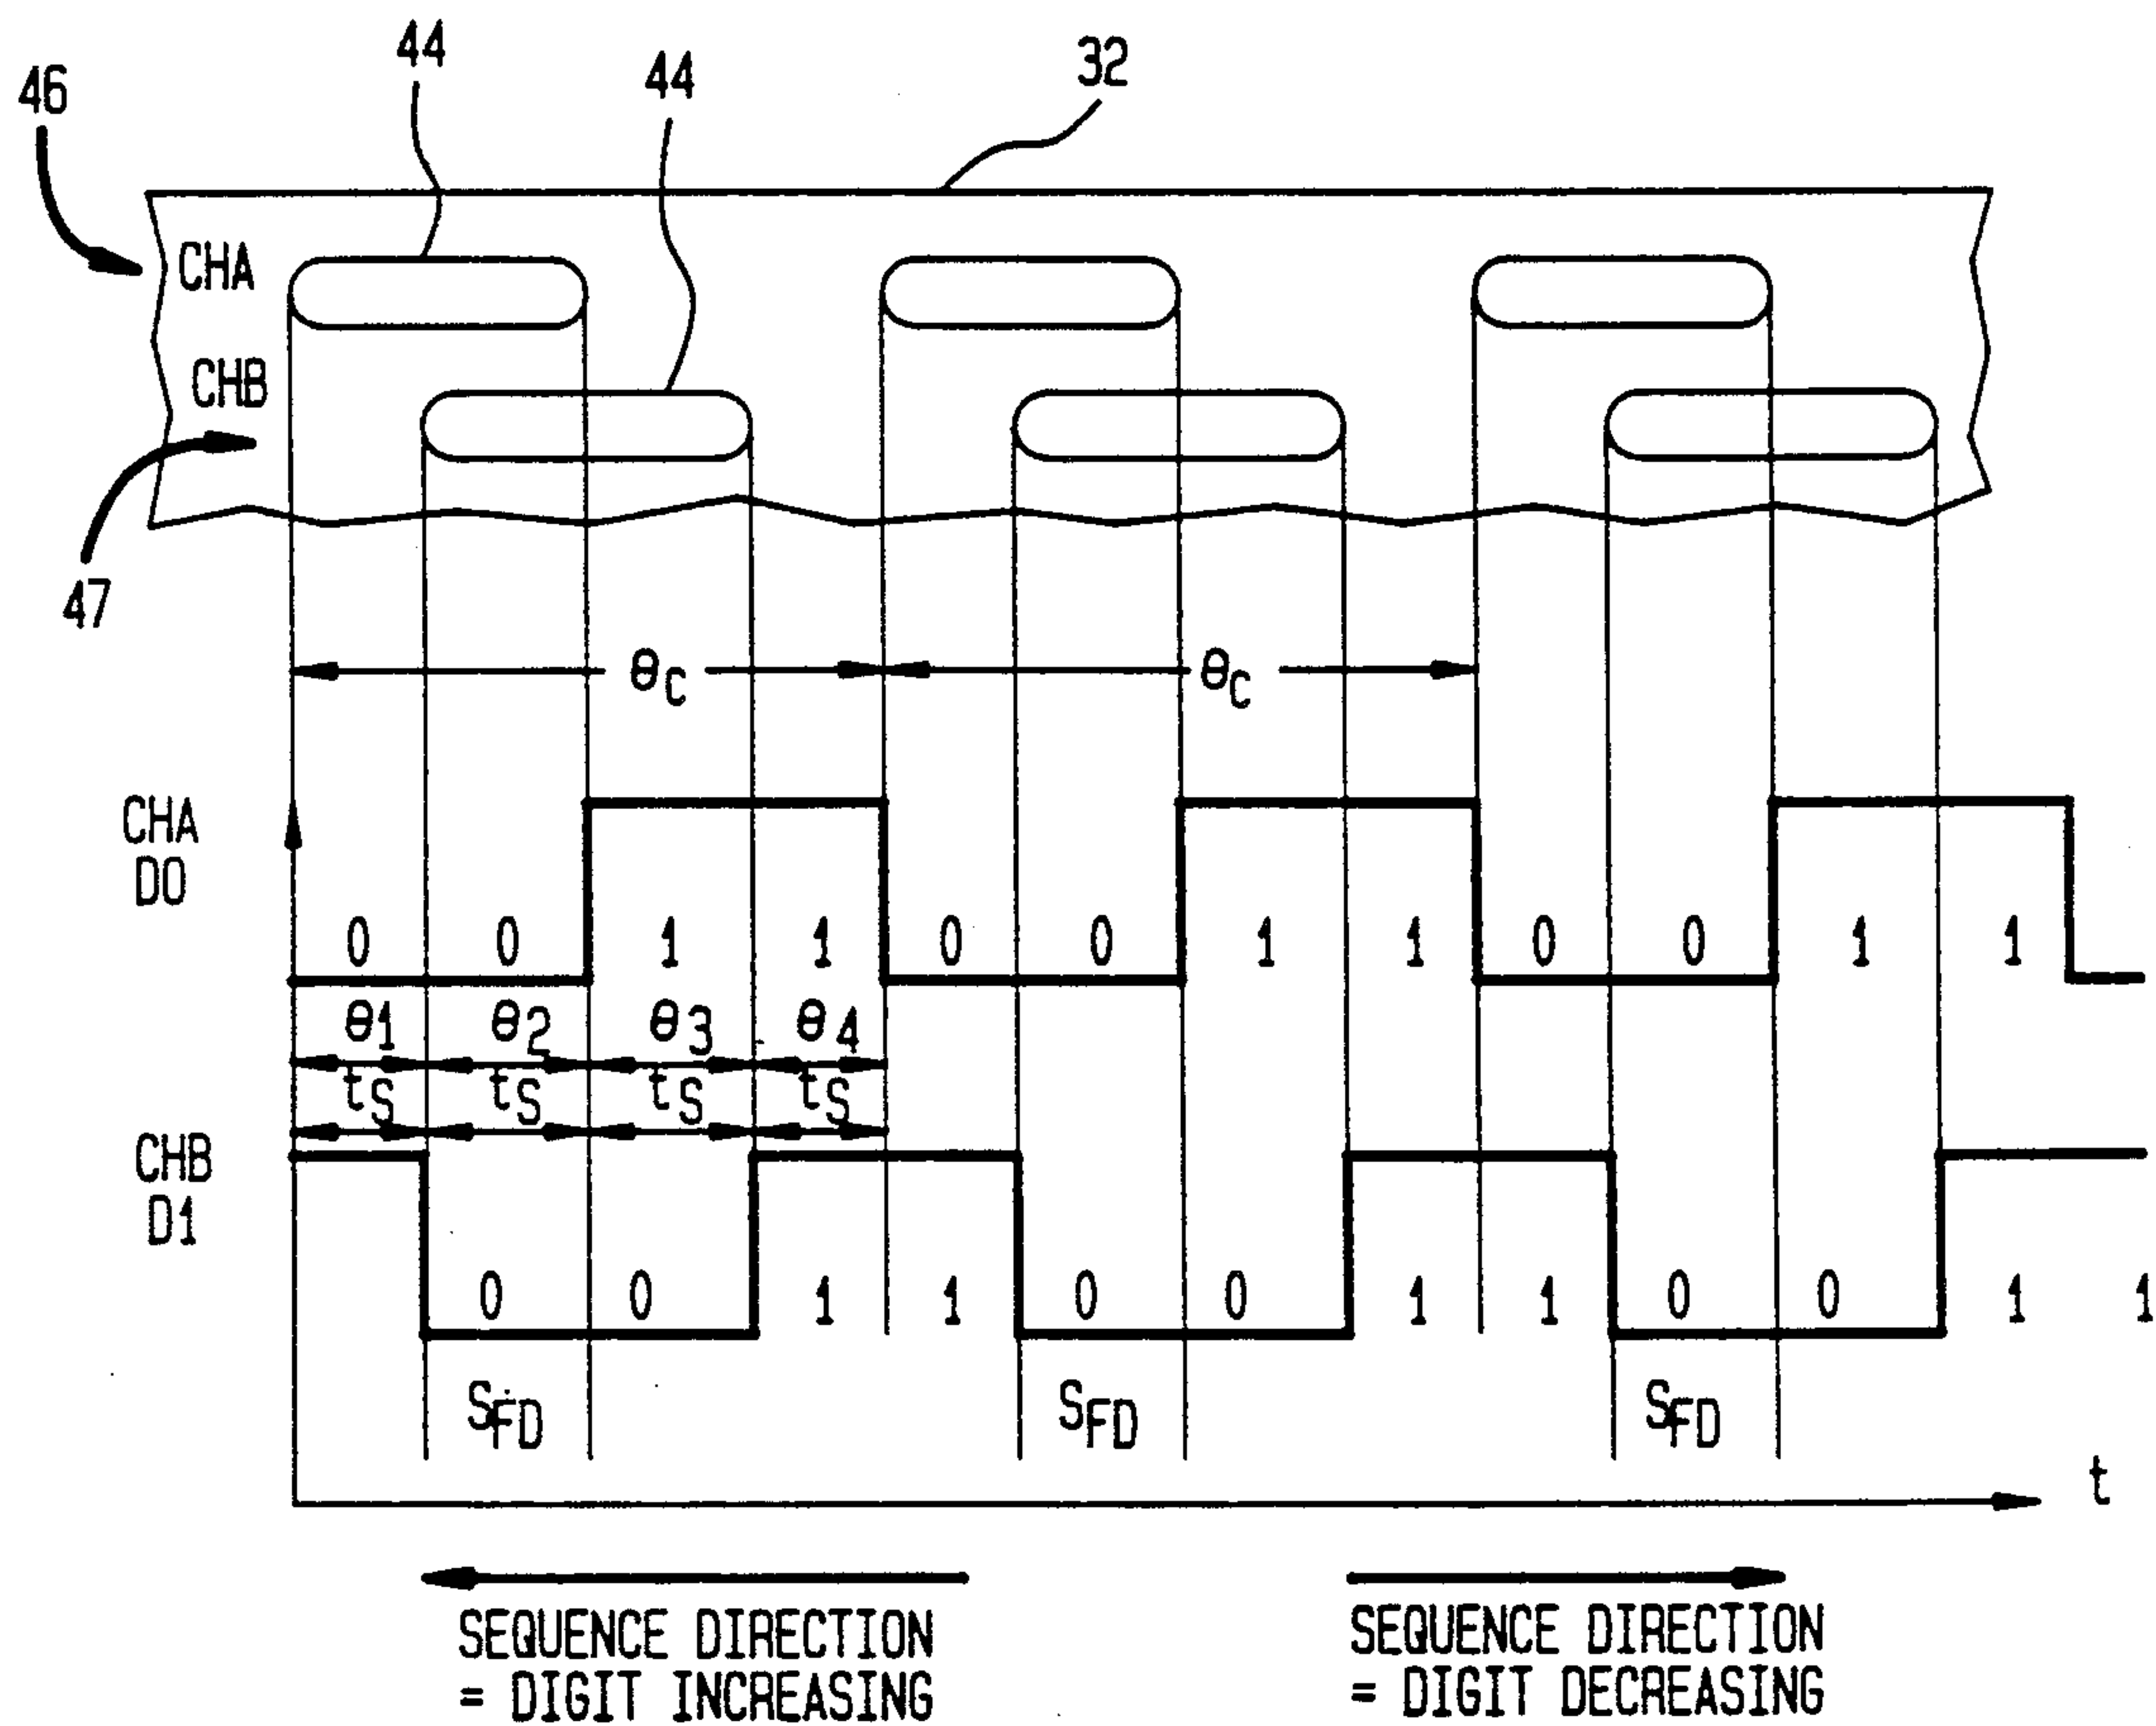 44
44
32
46
CHA
CHB
47
θC θC
CHA
D0
0 0 1 1 0 0 1 1 0 0 1 1
θ1 θ2 θ3 θ4
tS tS tS tS
CHB
D1
0 0 1 1 0 0 1 1 0 0 1 1
SFD SFD SFD
t
SEQUENCE DIRECTION
= DIGIT INCREASING
SEQUENCE DIRECTION
= DIGIT DECREASING